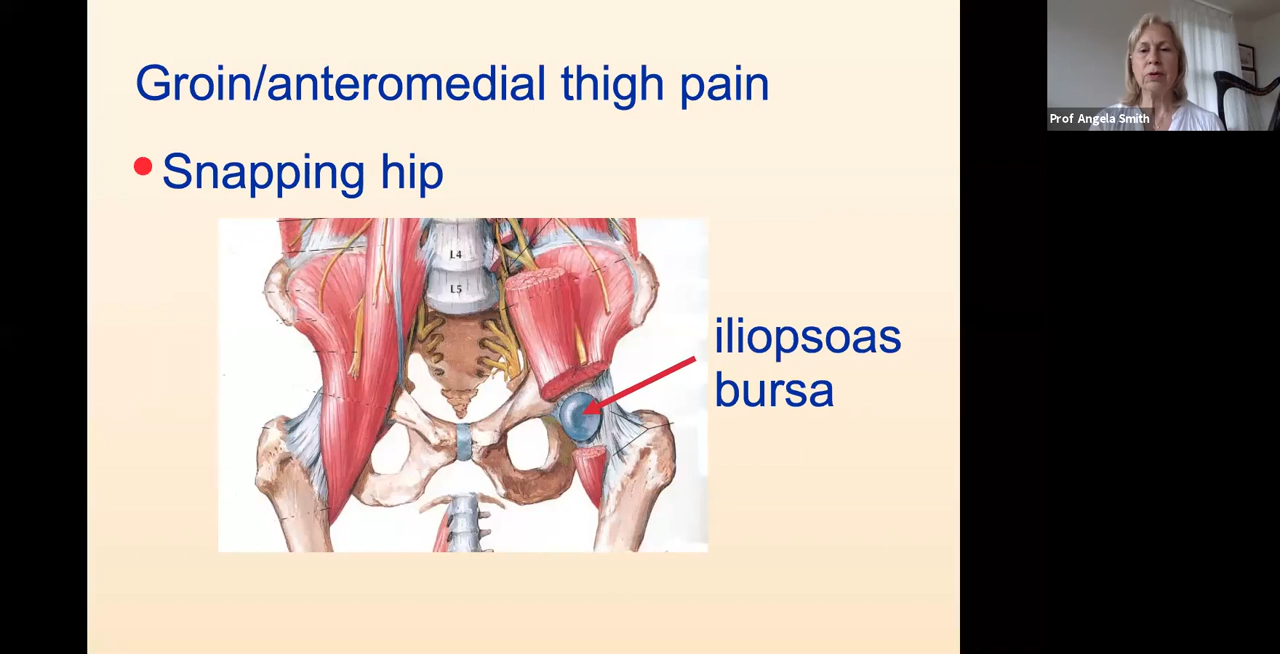 Groin/anteromedial thigh pain
Snapping hip
L4
L5
iliopsoas
bursa
Prof Angela Smith